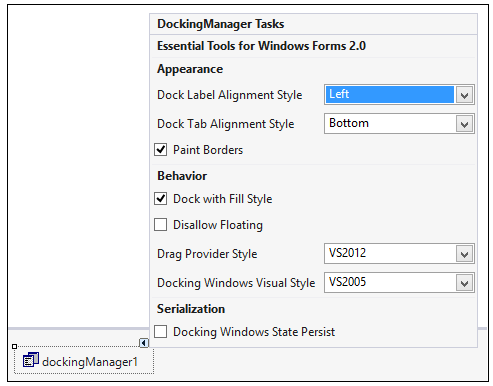 DockingManager Tasks
Essential Tools for Windows Forms 2.0
Appearance
Dock Label Alignment Style Left
Dock Tab Alignment Style Bottom
Paint Borders
Behavior
Dock with Fill Style
Disallow Floating
Drag Provider Style VS2012
Docking Windows Visual Style VS2005
Serialization
Docking Windows State Persist
dockingManager1